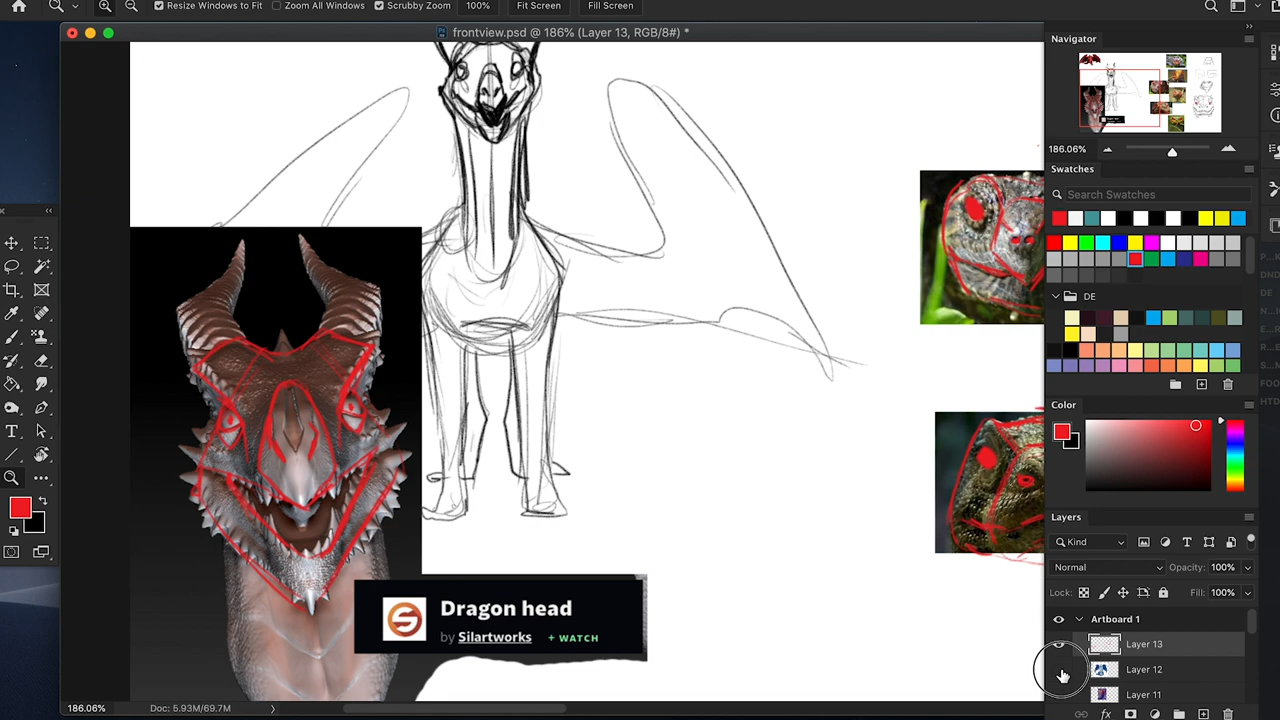 Resize Windows to Fit Zoom All Windows Scrubby Zoom 100% Fit Screen Fill Screen
frontview.psd @ 186% (Layer 13, RGB/8#) *
Navigator
186.06%
Swatches
Search Swatches
DE
Color
Layers
Kind
Normal Opacity: 100%
Lock: Fill: 100%
Artboard 1
Layer 13
Layer 12
Layer 11
Dragon head
by Silartworks + WATCH
186.06% Doc: 5.93M/69.7M